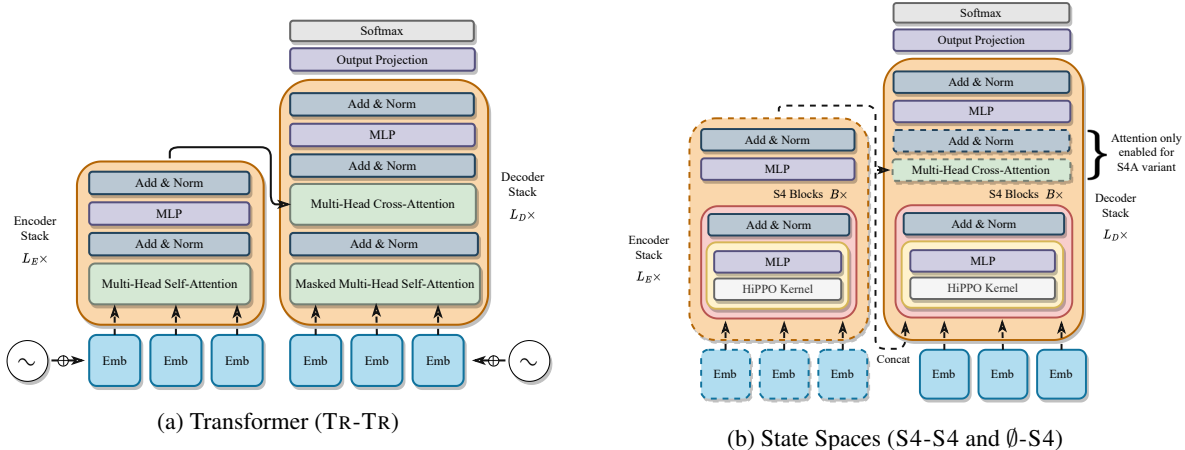 Softmax
Output Projection
Add & Norm
MLP
Add & Norm
Multi-Head Cross-Attention
Add & Norm
Masked Multi-Head Self-Attention
Decoder
Stack
L_D×
Add & Norm
MLP
Add & Norm
Multi-Head Self-Attention
Encoder
Stack
L_E×
Emb
Emb
Emb
Emb
Emb
Emb
(a) Transformer (TR-TR)
Softmax
Output Projection
Add & Norm
MLP
Add & Norm
Multi-Head Cross-Attention
Attention only
enabled for
S4A variant
S4 Blocks B×
Add & Norm
MLP
HiPPO Kernel
Decoder
Stack
L_D×
Add & Norm
MLP
S4 Blocks B×
Add & Norm
MLP
HiPPO Kernel
Encoder
Stack
L_E×
Concat
Emb
Emb
Emb
Emb
Emb
Emb
(b) State Spaces (S4-S4 and ∅-S4)